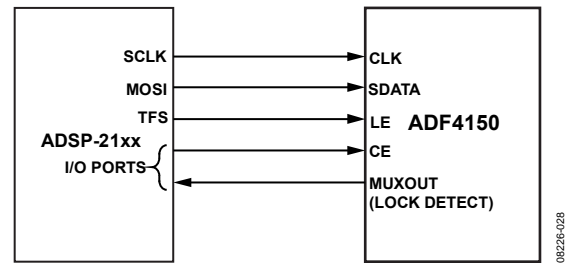 SCLK
MOSI
TFS
ADSP-21xx
I/O PORTS
CLK
SDATA
LE
ADF4150
CE
MUXOUT
(LOCK DETECT)
08226-028